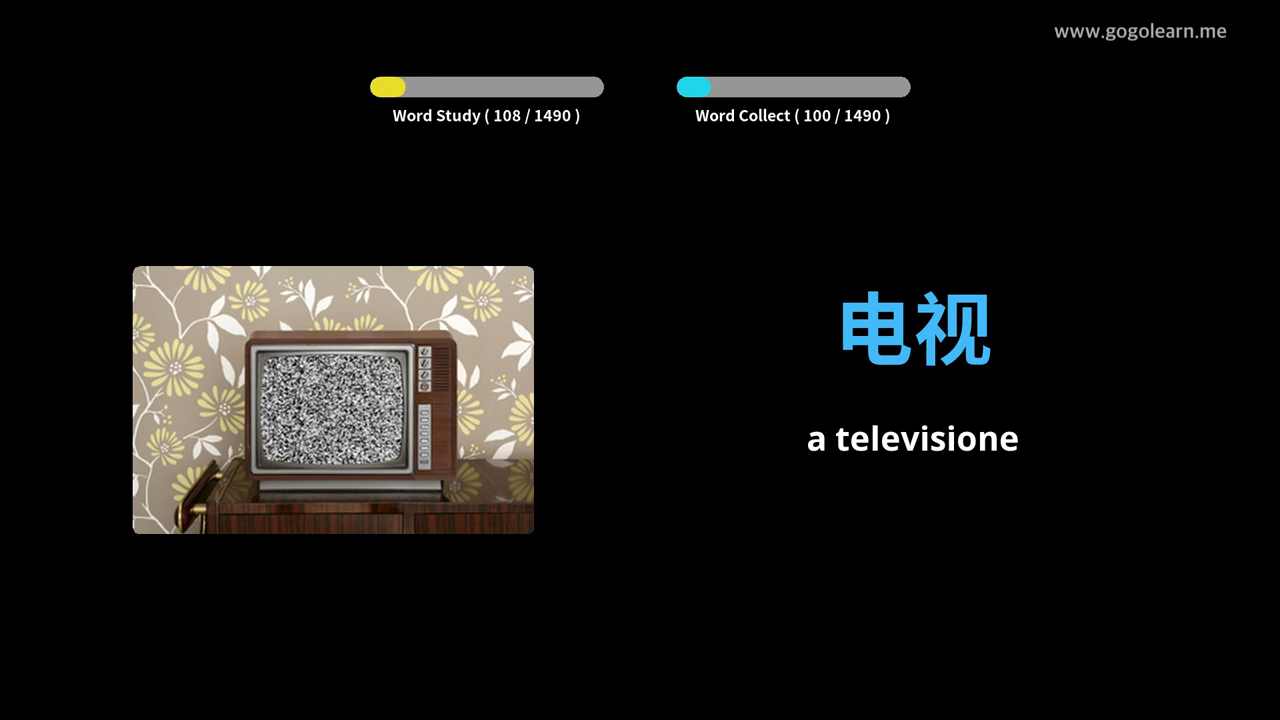 www.gogolearn.me
Word Study ( 108 / 1490 )
Word Collect ( 100 / 1490 )
电视
a televisione